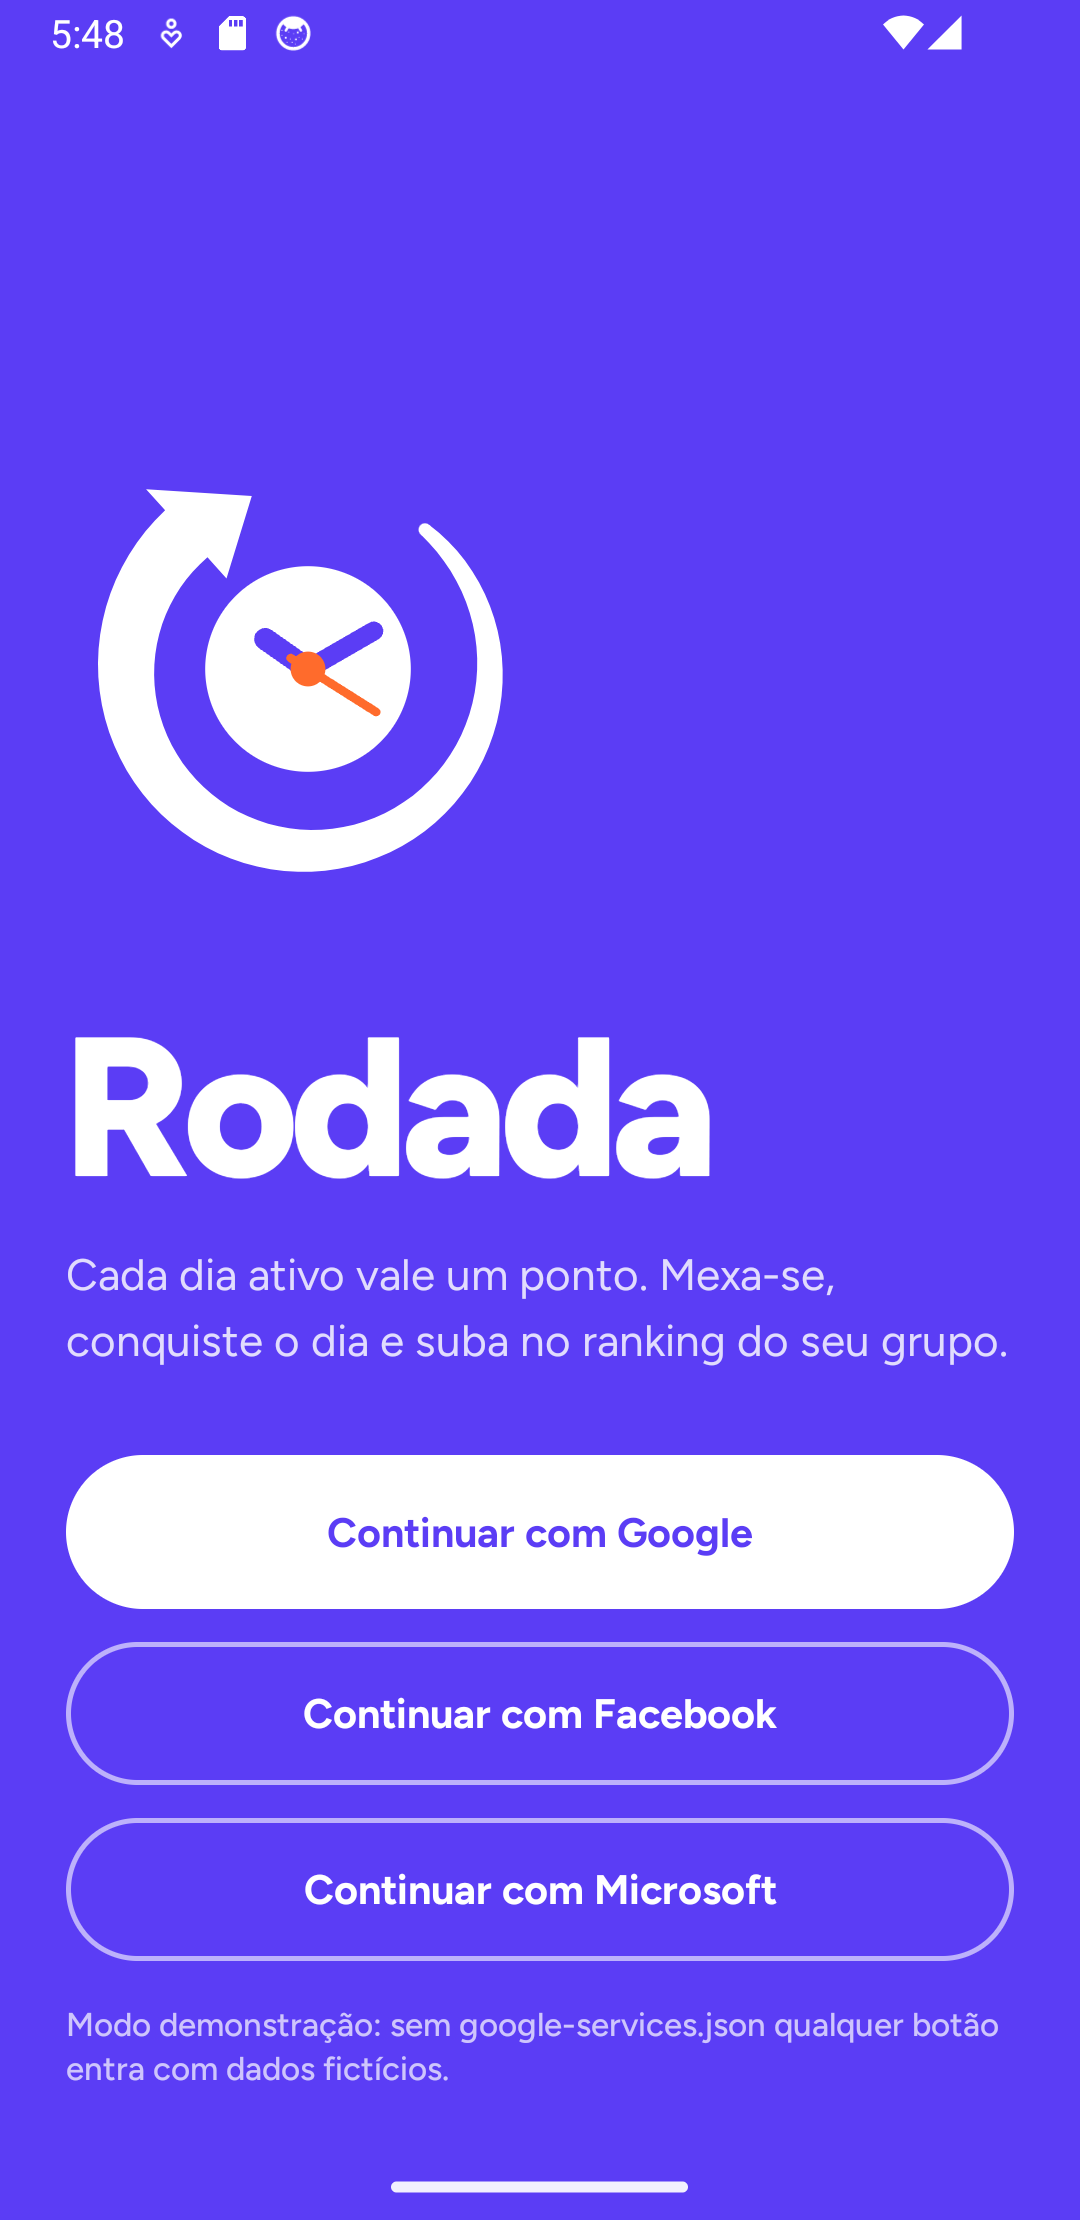 5:48
Rodada
Cada dia ativo vale um ponto. Mexa-se,
conquiste o dia e suba no ranking do seu grupo.
Continuar com Google
Continuar com Facebook
Continuar com Microsoft
Modo demonstração: sem google-services.json qualquer botão
entra com dados fictícios.